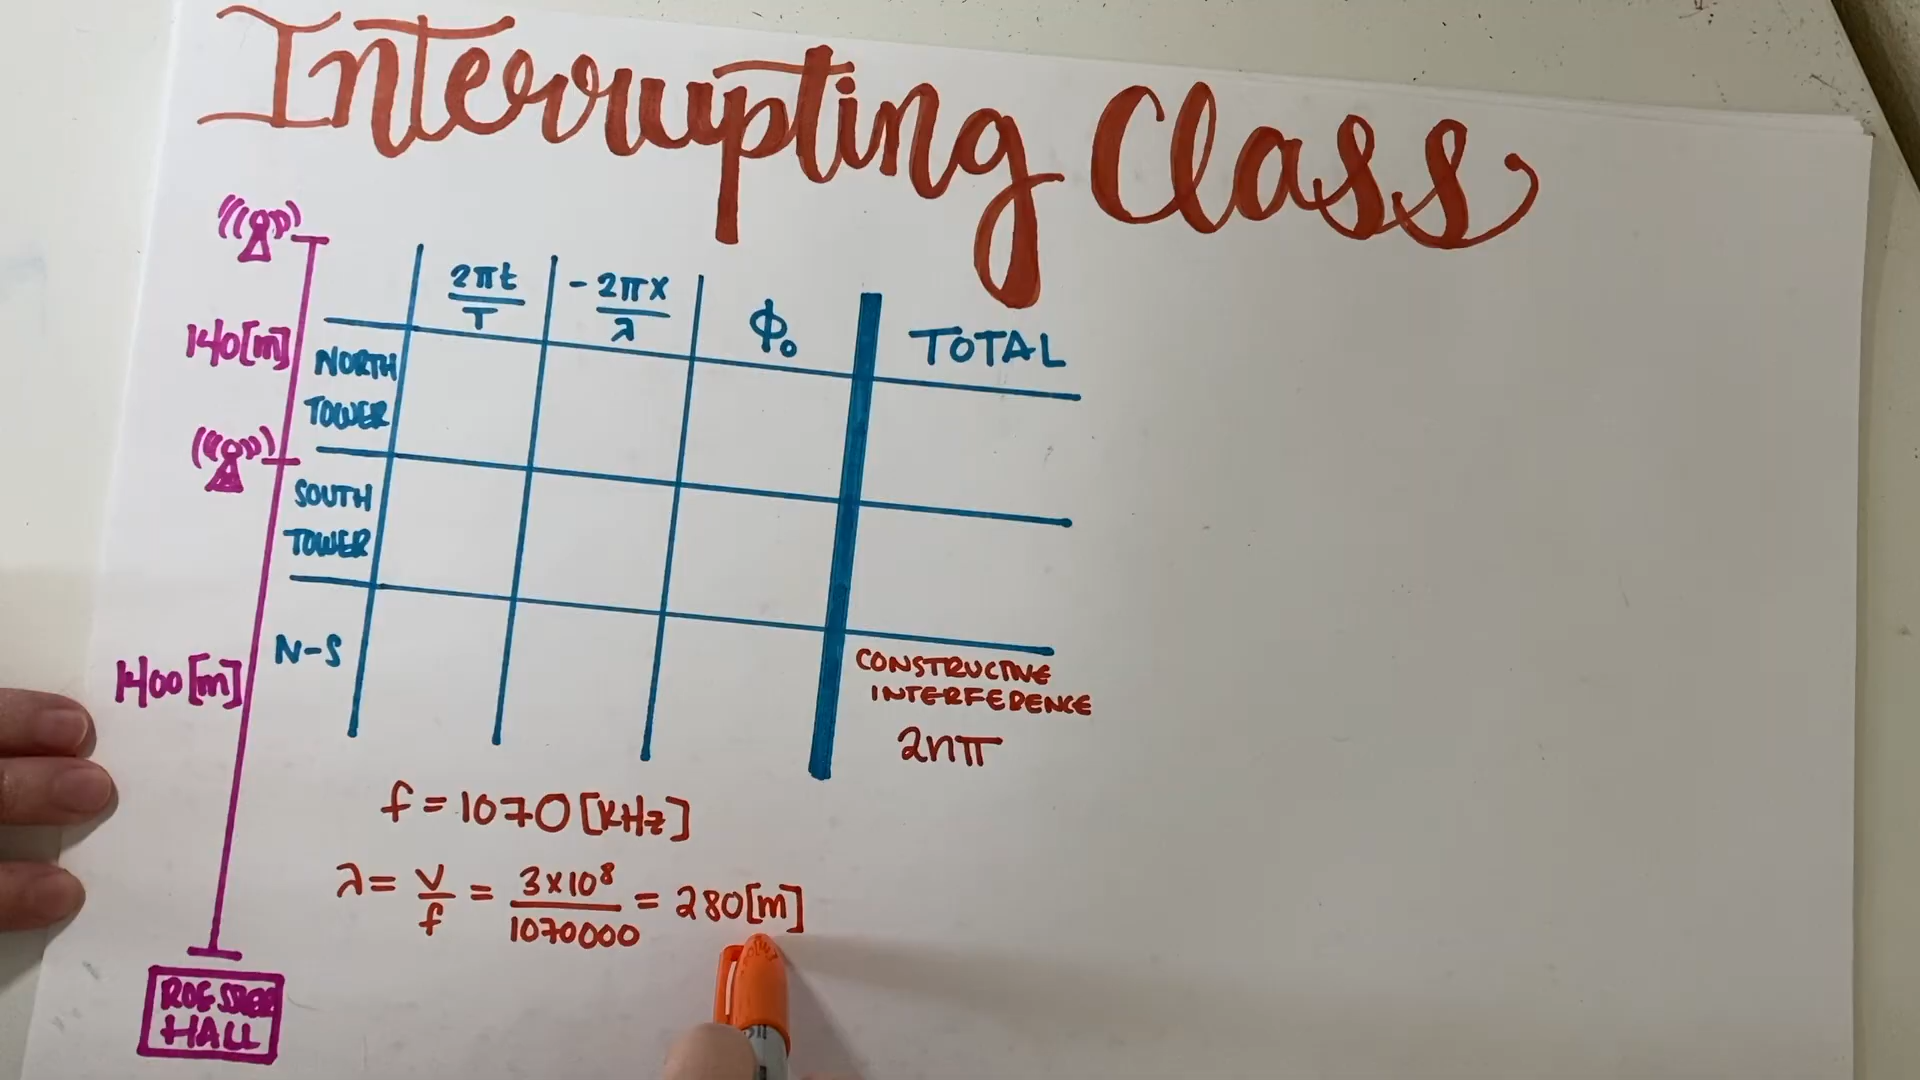 Interrupting Class
2πt/T
-2πx/λ
Φ₀
TOTAL
140[m]
NORTH
TOWER
SOUTH
TOWER
N-S
1400[m]
CONSTRUCTIVE
INTERFERENCE
2nπ
f = 1070 [kHz]
λ = v/f = 3x10⁸/1070000 = 280[m]
HALL